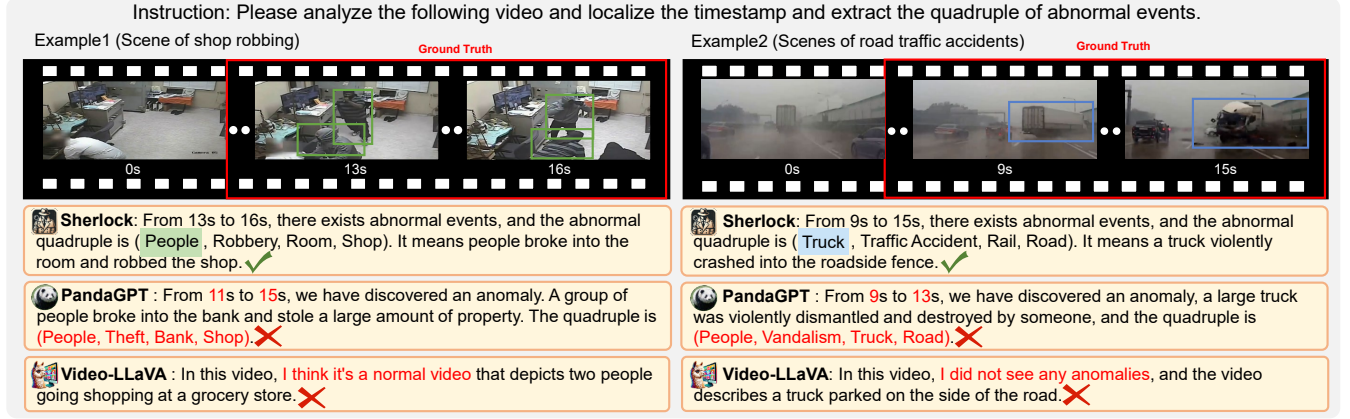 Instruction: Please analyze the following video and localize the timestamp and extract the quadruple of abnormal events.
Example1 (Scene of shop robbing)
Ground Truth
0s
13s
16s
Sherlock: From 13s to 16s, there exists abnormal events, and the abnormal
quadruple is ( People , Robbery, Room, Shop). It means people broke into the
room and robbed the shop.
PandaGPT : From 11s to 15s, we have discovered an anomaly. A group of
people broke into the bank and stole a large amount of property. The quadruple is
(People, Theft, Bank, Shop).
Video-LLaVA : In this video, I think it's a normal video that depicts two people
going shopping at a grocery store.
Example2 (Scenes of road traffic accidents)
Ground Truth
0s
9s
15s
Sherlock: From 9s to 15s, there exists abnormal events, and the abnormal
quadruple is ( Truck , Traffic Accident, Rail, Road). It means a truck violently
crashed into the roadside fence.
PandaGPT : From 9s to 13s, we have discovered an anomaly, a large truck
was violently dismantled and destroyed by someone, and the quadruple is
(People, Vandalism, Truck, Road).
Video-LLaVA: In this video, I did not see any anomalies, and the video
describes a truck parked on the side of the road.